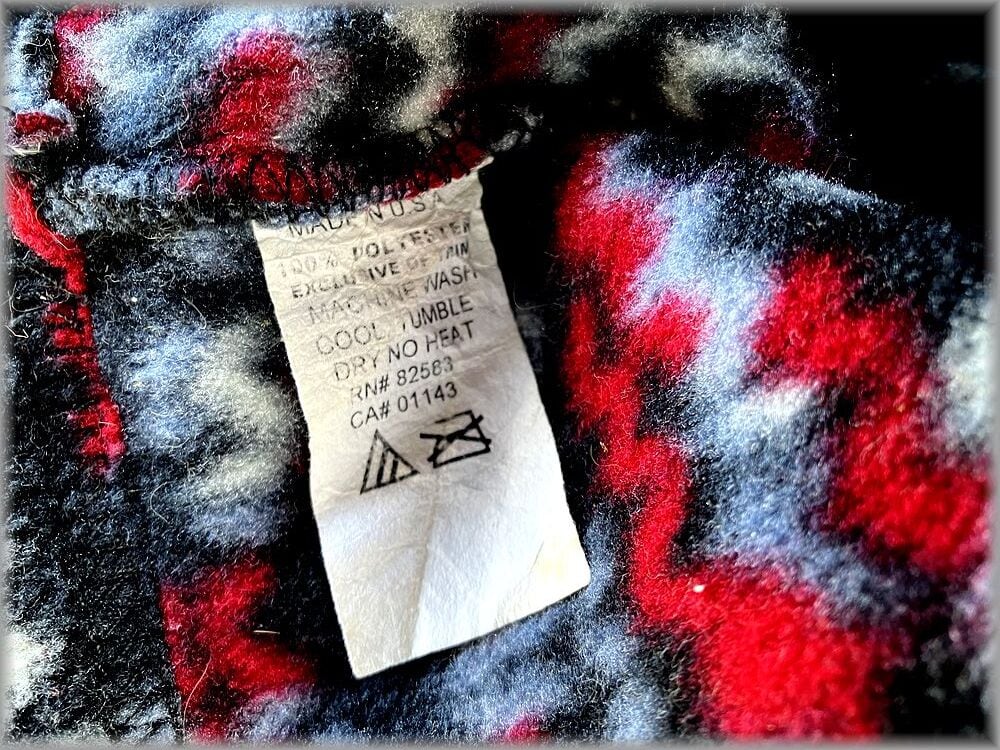 MADE IN U.S.A
100% POLYESTER
EXCLUSIVE OF TRIM
MACHINE WASH
COOL, TUMBLE
DRY NO HEAT
RN# 82583
CA# 01143